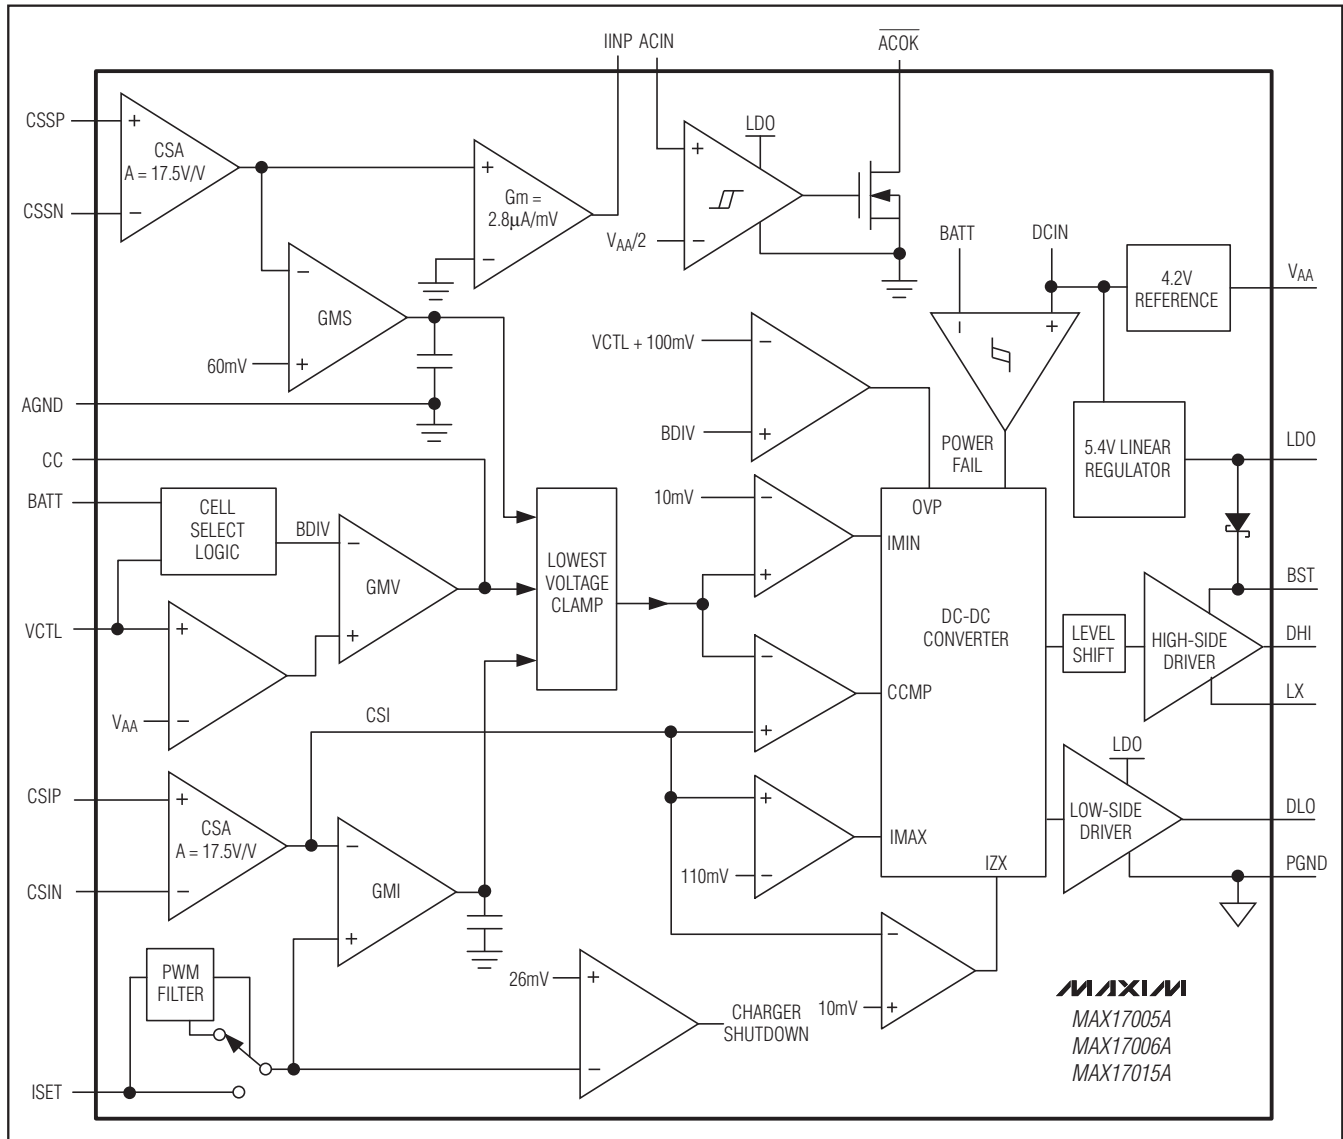 IINP ACIN
ACOK
CSSP
CSA
A = 17.5V/V
CSSN
+
−
+
−
Gm =
2.8µA/mV
LDO
+
−
VAA/2
BATT
DCIN
−
+
4.2V
REFERENCE
VAA
−
GMS
60mV
+
VCTL + 100mV
−
BDIV
+
POWER
FAIL
5.4V LINEAR
REGULATOR
LDO
AGND
CC
BATT
CELL
SELECT
LOGIC
BDIV
−
GMV
+
LOWEST
VOLTAGE
CLAMP
10mV
−
+
OVP
IMIN
DC-DC
CONVERTER
LEVEL
SHIFT
HIGH-SIDE
DRIVER
BST
DHI
LX
VCTL
+
VAA
−
CSI
−
+
CCMP
CSIP
+
CSA
A = 17.5V/V
CSIN
−
−
GMI
+
+
110mV
−
IMAX
IZX
LDO
LOW-SIDE
DRIVER
DLO
PGND
PWM
FILTER
ISET
26mV
+
−
CHARGER
SHUTDOWN
−
10mV
+
MAXIM
MAX17005A
MAX17006A
MAX17015A